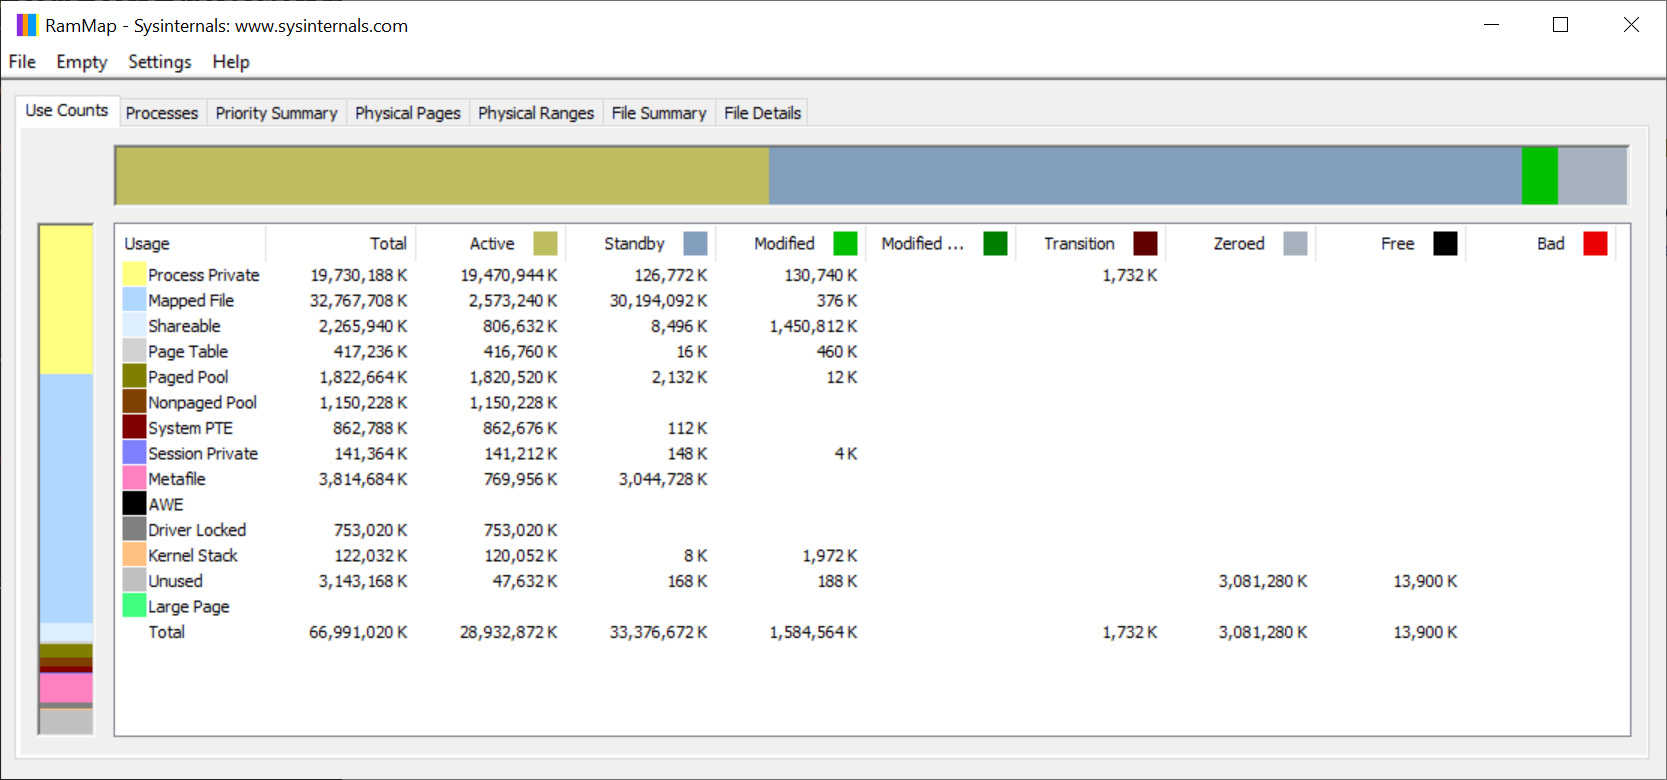 RamMap - Sysinternals: www.sysinternals.com
File Empty Settings Help
Use Counts Processes Priority Summary Physical Pages Physical Ranges File Summary File Details
Usage Total Active Standby Modified Modified ... Transition Zeroed Free Bad
Process Private 19,730,188 K 19,470,944 K 126,772 K 130,740 K 1,732 K
Mapped File 32,767,708 K 2,573,240 K 30,194,092 K 376 K
Shareable 2,265,940 K 806,632 K 8,496 K 1,450,812 K
Page Table 417,236 K 416,760 K 16 K 460 K
Paged Pool 1,822,664 K 1,820,520 K 2,132 K 12 K
Nonpaged Pool 1,150,228 K 1,150,228 K
System PTE 862,788 K 862,676 K 112 K
Session Private 141,364 K 141,212 K 148 K 4 K
Metafile 3,814,684 K 769,956 K 3,044,728 K
AWE
Driver Locked 753,020 K 753,020 K
Kernel Stack 122,032 K 120,052 K 8 K 1,972 K
Unused 3,143,168 K 47,632 K 168 K 188 K 3,081,280 K 13,900 K
Large Page
Total 66,991,020 K 28,932,872 K 33,376,672 K 1,584,564 K 1,732 K 3,081,280 K 13,900 K